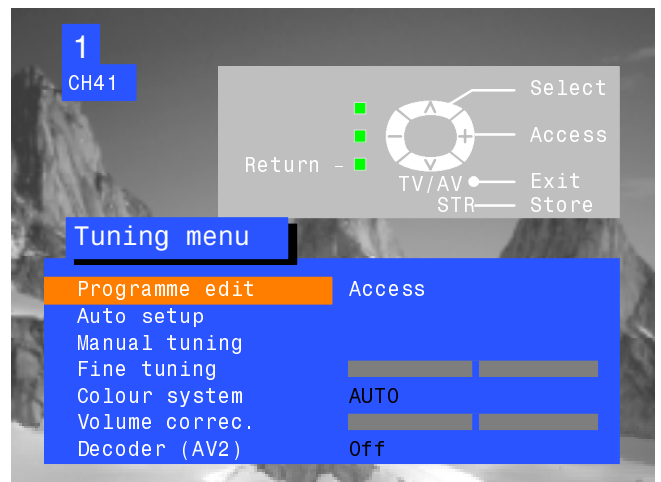 1
CH41
Select
Access
Return –
TV/AV Exit
STR Store
Tuning menu
Programme edit Access
Auto setup
Manual tuning
Fine tuning
Colour system AUTO
Volume correc.
Decoder (AV2) Off